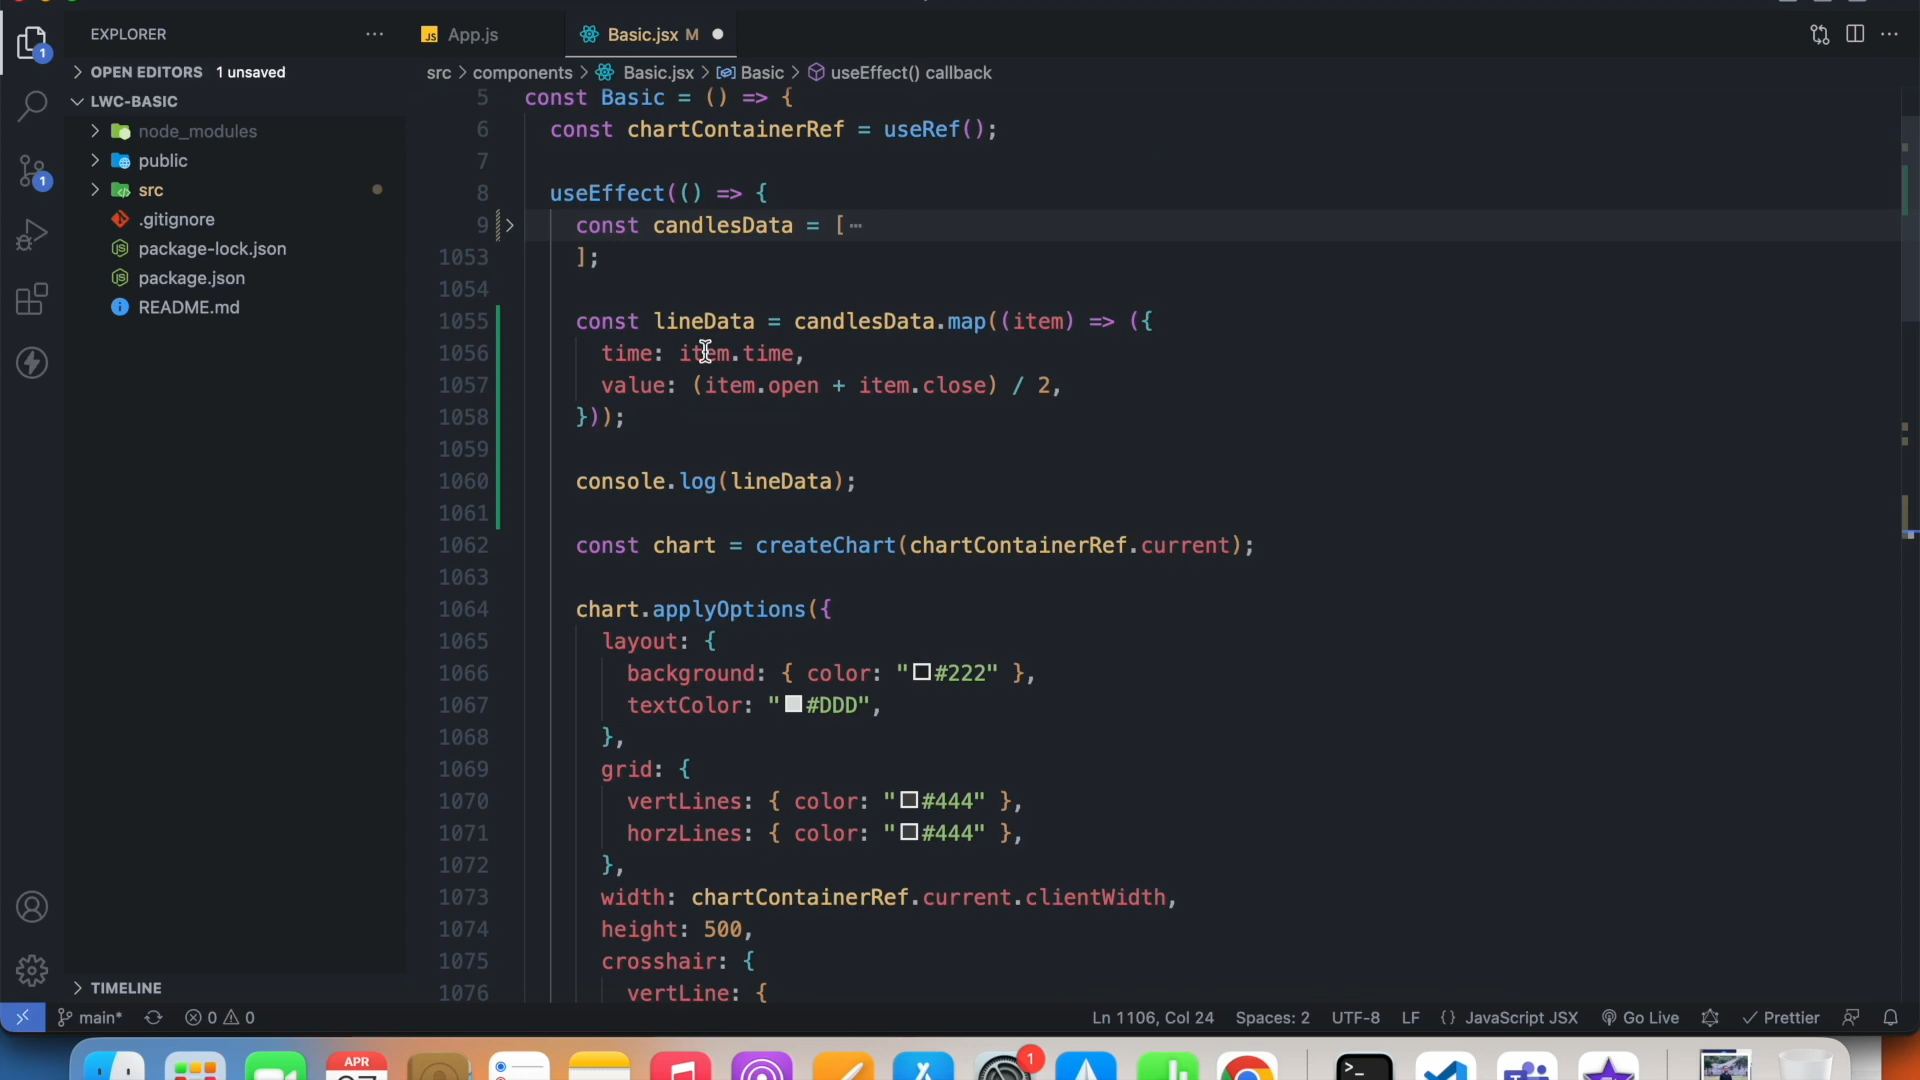 EXPLORER
App.js
Basic.jsx M
OPEN EDITORS 1 unsaved
LWC-BASIC
node_modules
public
src
.gitignore
package-lock.json
package.json
README.md
TIMELINE
src > components > Basic.jsx > Basic > useEffect() callback
5 const Basic = () => {
6 const chartContainerRef = useRef();
7
8 useEffect(() => {
9 const candlesData = [⋯
1053 ];
1054
1055 const lineData = candlesData.map((item) => ({
1056 time: item.time,
1057 value: (item.open + item.close) / 2,
1058 }));
1059
1060 console.log(lineData);
1061
1062 const chart = createChart(chartContainerRef.current);
1063
1064 chart.applyOptions({
1065 layout: {
1066 background: { color: "#222" },
1067 textColor: "#DDD",
1068 },
1069 grid: {
1070 vertLines: { color: "#444" },
1071 horzLines: { color: "#444" },
1072 },
1073 width: chartContainerRef.current.clientWidth,
1074 height: 500,
1075 crosshair: {
1076 vertLine: {
1
1
main* 0 0 Ln 1106, Col 24 Spaces: 2 UTF-8 LF {} JavaScript JSX Go Live Prettier
APR
1